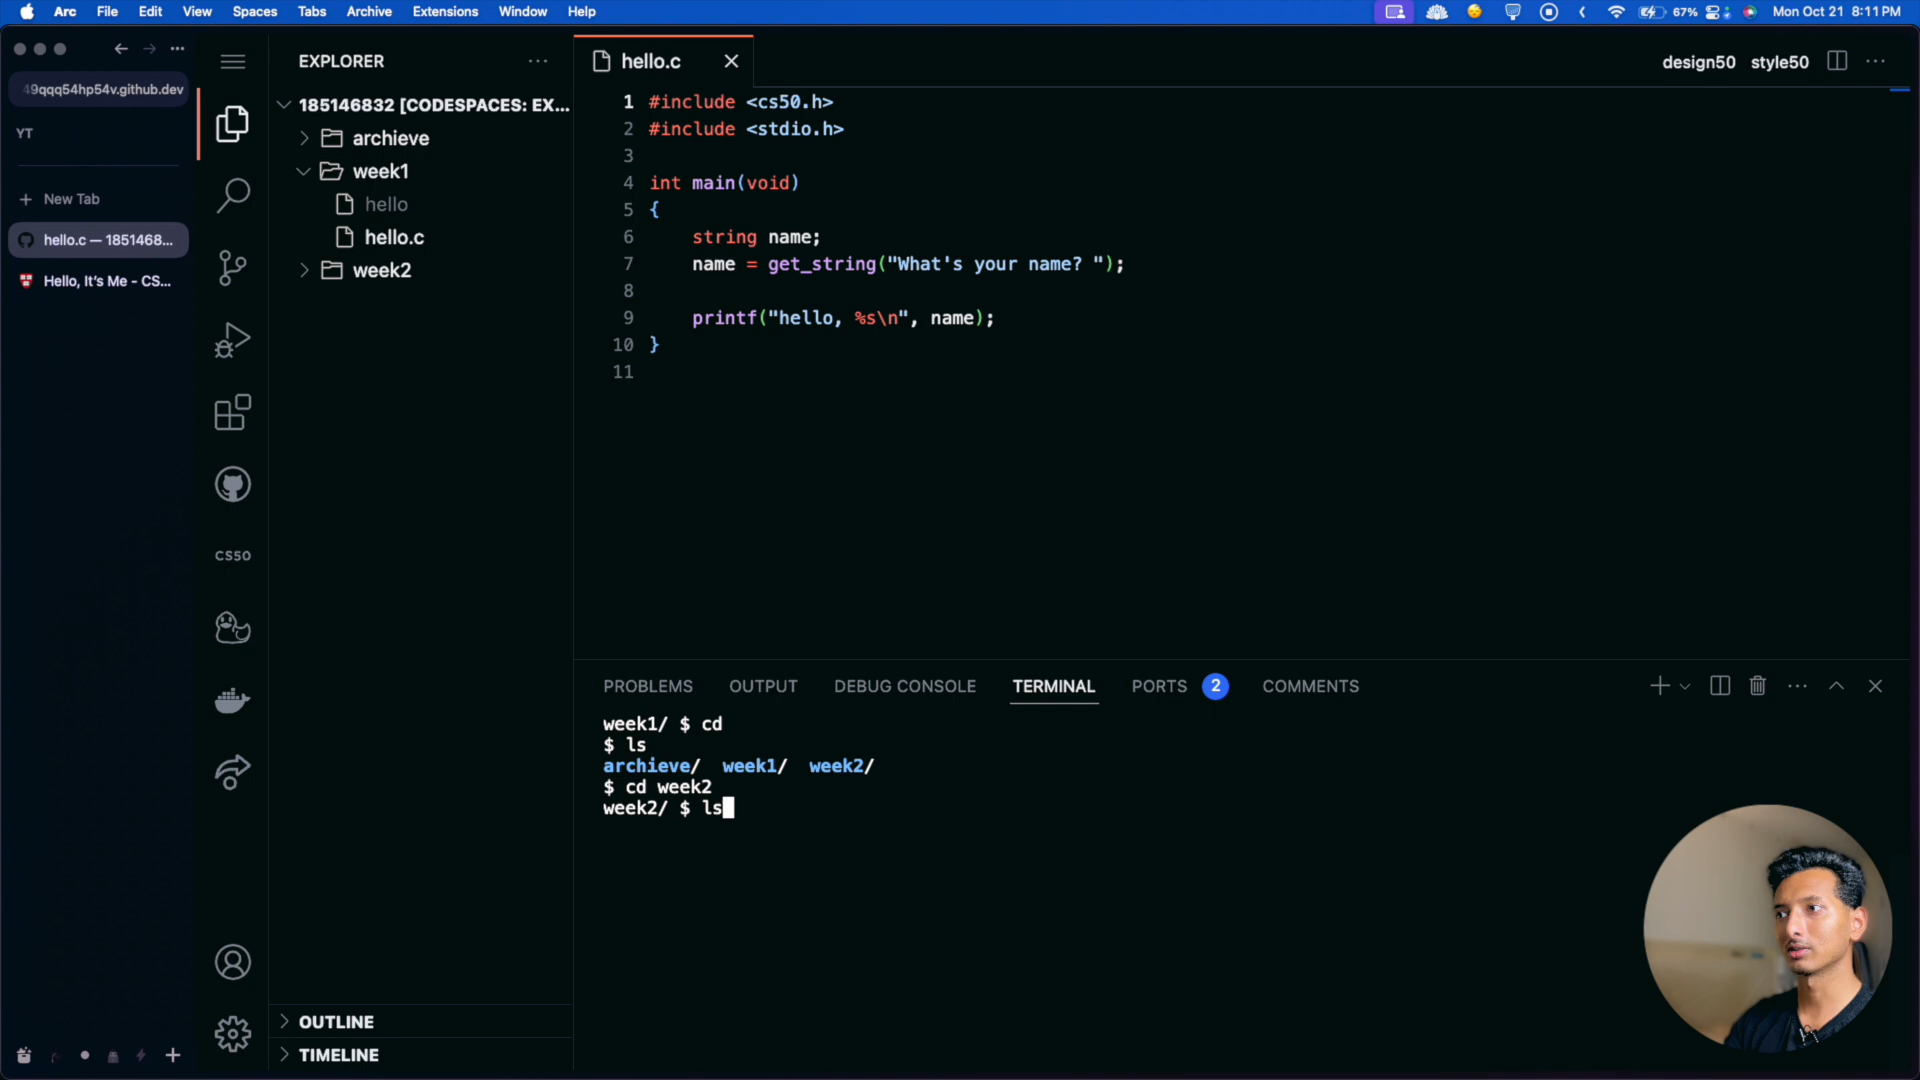 Arc File Edit View Spaces Tabs Archive Extensions Window Help 67% Mon Oct 21 8:11 PM
49qqq54hp54v.github.dev
YT
New Tab
hello.c — 1851468...
Hello, It's Me - CS...
CS50
EXPLORER
185146832 [CODESPACES: EX...
archieve
week1
hello
hello.c
week2
OUTLINE
TIMELINE
hello.c
design50 style50
1 #include <cs50.h>
2 #include <stdio.h>
3
4 int main(void)
5 {
6 string name;
7 name = get_string("What's your name? ");
8
9 printf("hello, %s\n", name);
10 }
11
PROBLEMS OUTPUT DEBUG CONSOLE TERMINAL PORTS 2 COMMENTS
week1/ $ cd
$ ls
archieve/ week1/ week2/
$ cd week2
week2/ $ ls